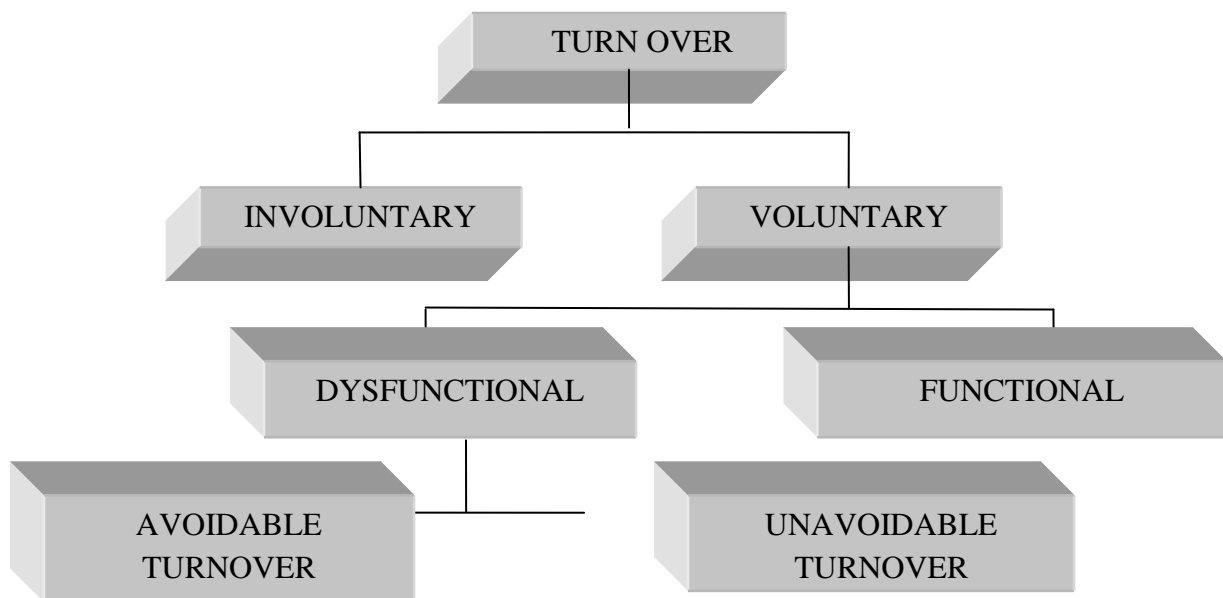 TURN OVER
INVOLUNTARY
VOLUNTARY
DYSFUNCTIONAL
FUNCTIONAL
AVOIDABLE
TURNOVER
UNAVOIDABLE
TURNOVER